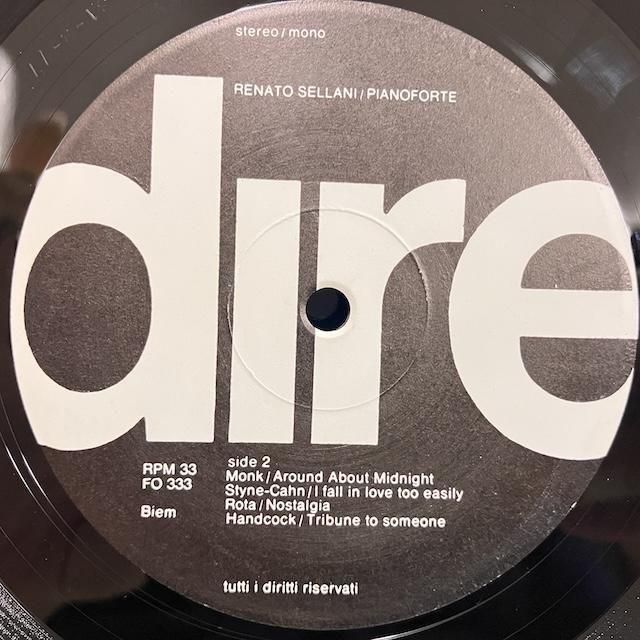 stereo/mono
RENATO SELLANI/PIANOFORTE
dire
side 2
RPM 33
Monk/Around About Midnight
FO 333
Styne-Cahn/I fall in love too easily
Rota/Nostalgia
Biem
Handcock/Tribune to someone
tutti i diritti riservati